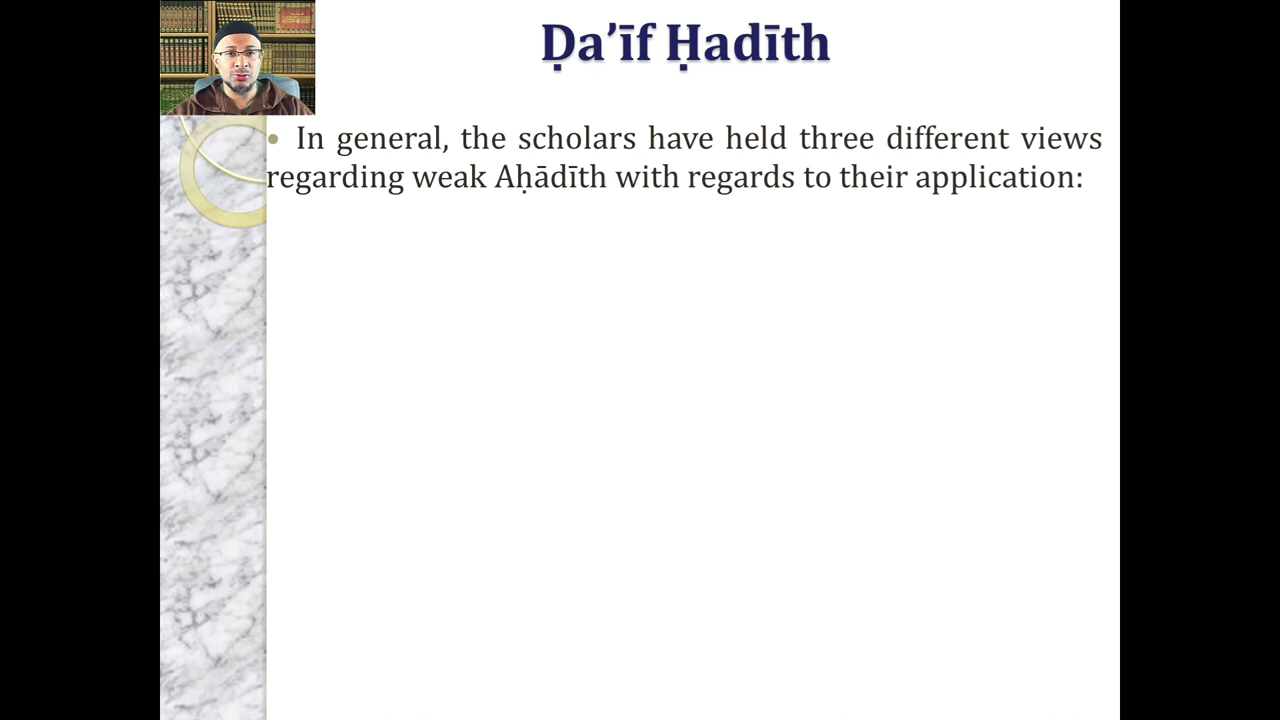 Ḍa’īf Ḥadīth
• In general, the scholars have held three different views
regarding weak Aḥādīth with regards to their application: